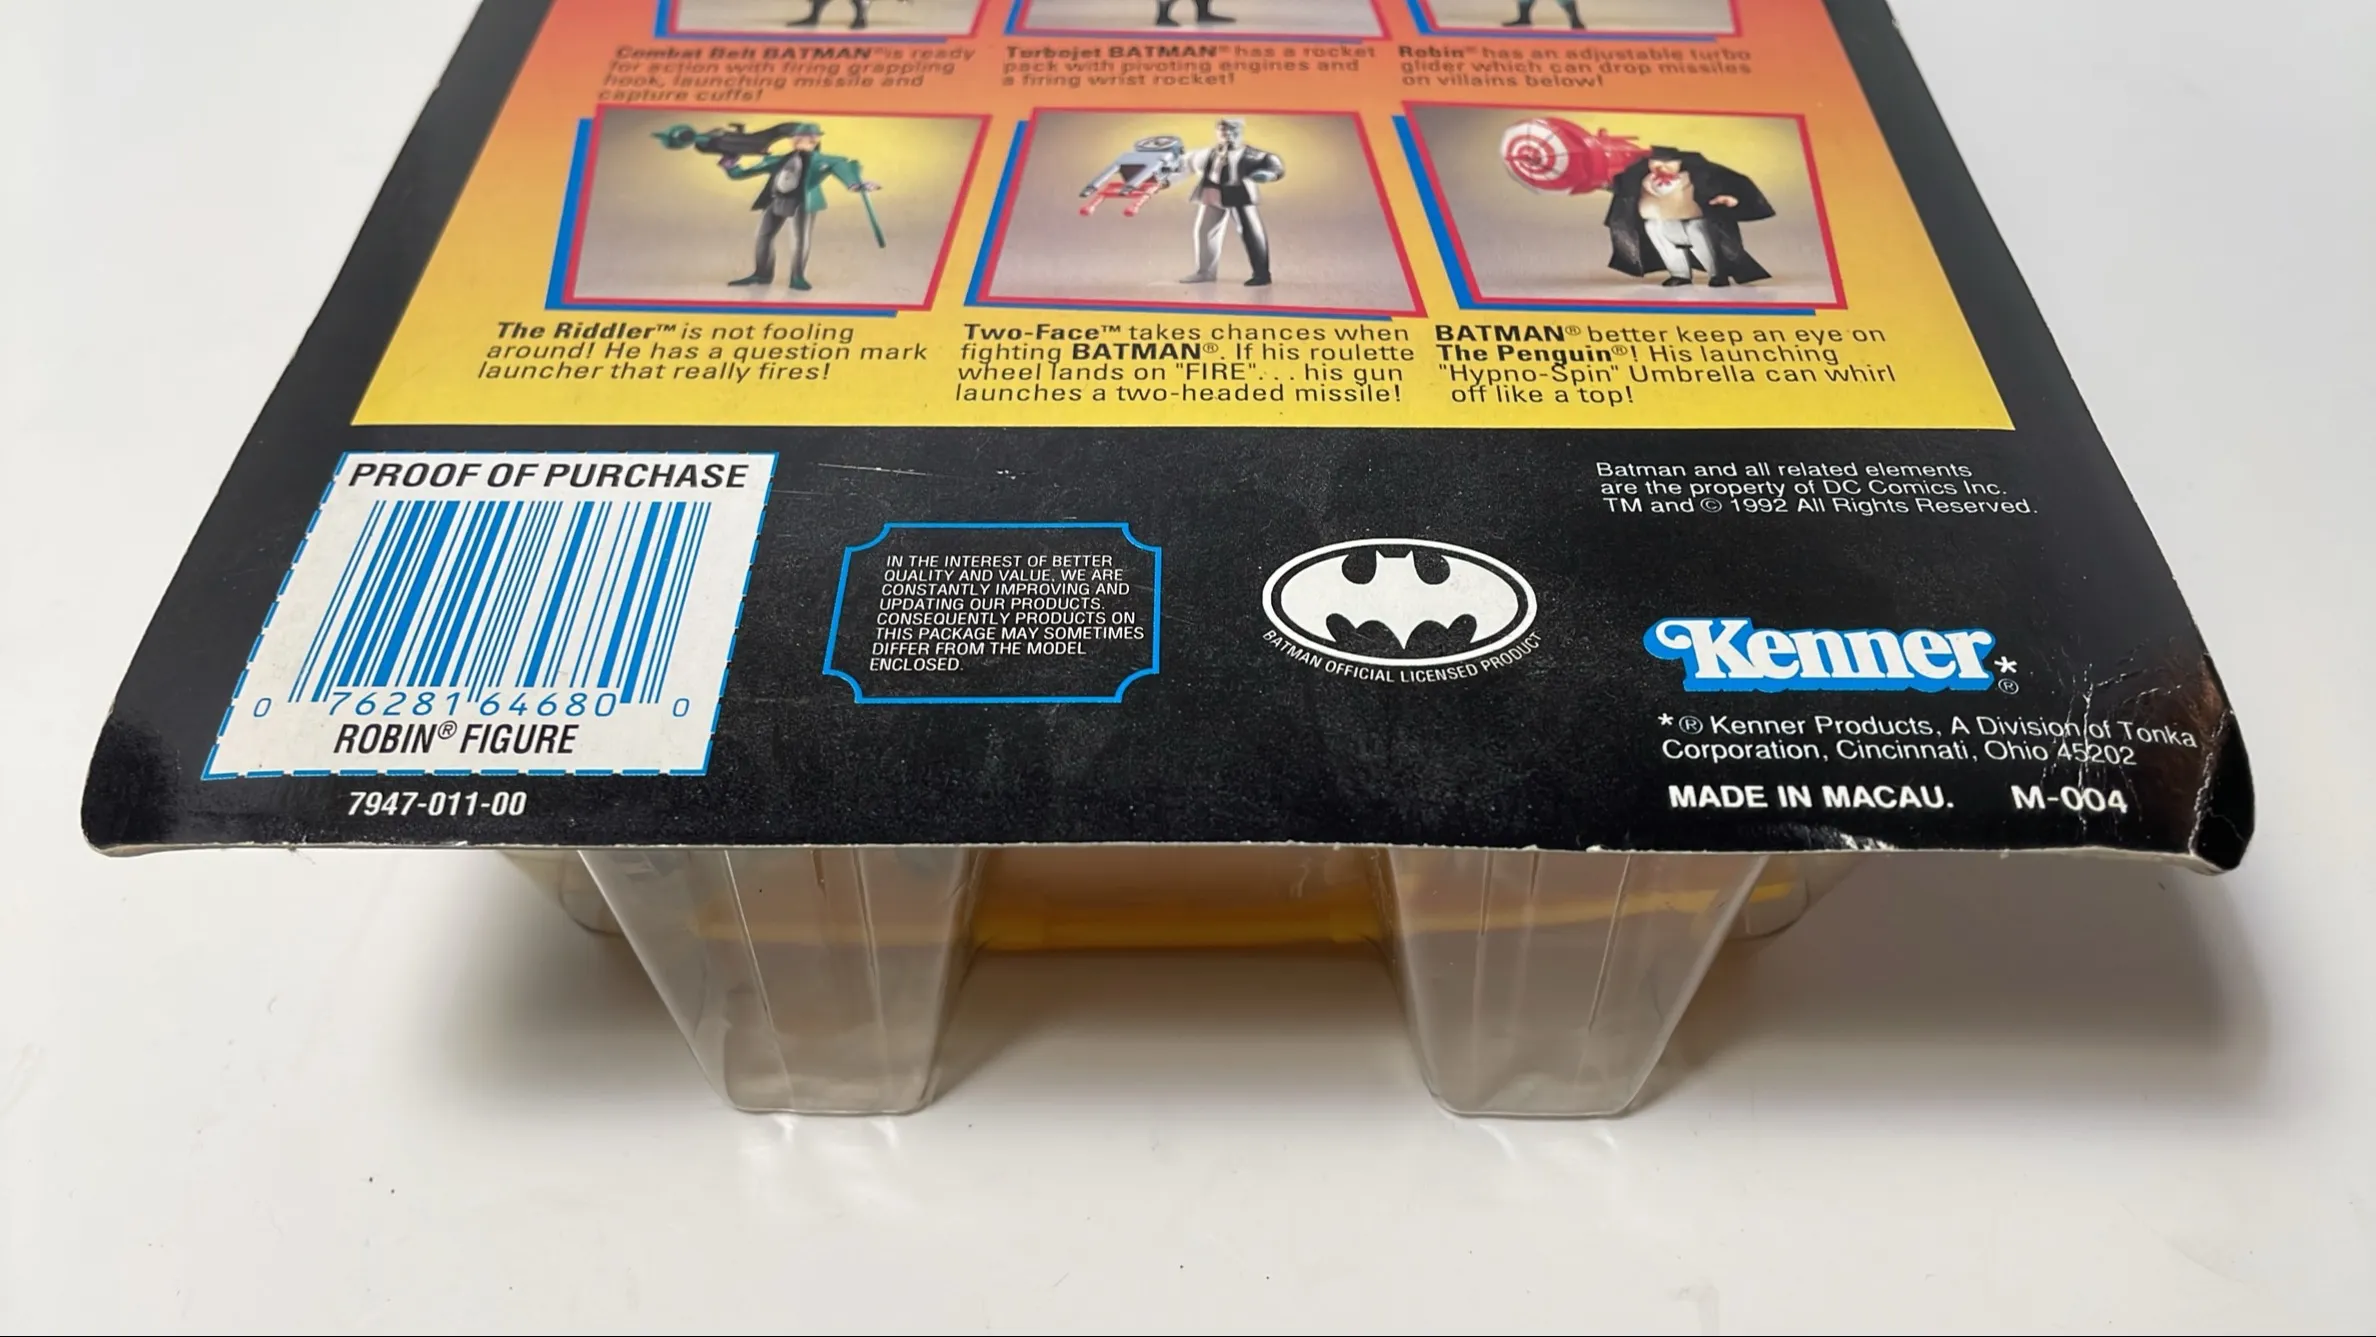 Combat Belt BATMAN® is ready
for action with firing grappling
hook, launching missile and
capture cuffs!
Turbojet BATMAN® has a rocket
pack with pivoting engines and
a firing wrist rocket!
Robin® has an adjustable turbo
glider which can drop missiles
on villains below!
The Riddler™ is not fooling
around! He has a question mark
launcher that really fires!
Two-Face™ takes chances when
fighting BATMAN®. If his roulette
wheel lands on "FIRE"... his gun
launches a two-headed missile!
BATMAN® better keep an eye on
The Penguin®! His launching
"Hypno-Spin" Umbrella can whirl
off like a top!
PROOF OF PURCHASE
0 76281 64680 0
ROBIN® FIGURE
7947-011-00
IN THE INTEREST OF BETTER
QUALITY AND VALUE, WE ARE
CONSTANTLY IMPROVING AND
UPDATING OUR PRODUCTS.
CONSEQUENTLY PRODUCTS ON
THIS PACKAGE MAY SOMETIMES
DIFFER FROM THE MODEL
ENCLOSED.
BATMAN OFFICIAL LICENSED PRODUCT
Batman and all related elements
are the property of DC Comics Inc.
TM and © 1992 All Rights Reserved.
Kenner*®
*® Kenner Products, A Division of Tonka
Corporation, Cincinnati, Ohio 45202
MADE IN MACAU. M-004